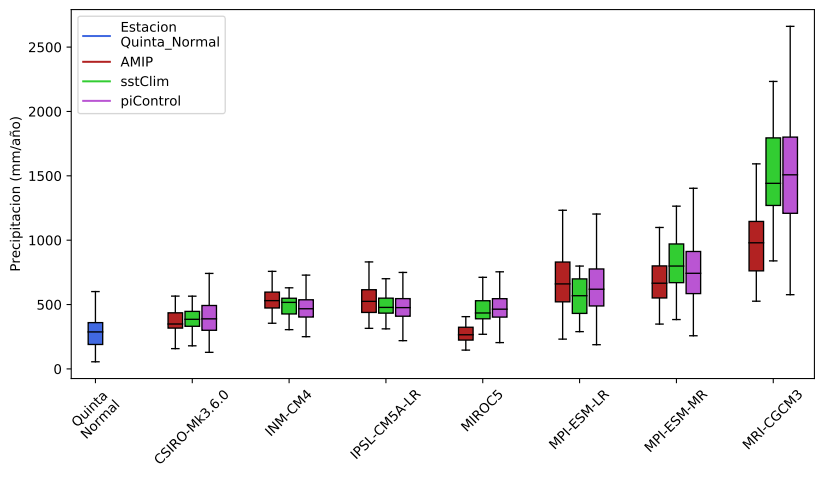 Estacion
Quinta_Normal
AMIP
sstClim
piControl
Precipitacion (mm/año)
2500
2000
1500
1000
500
0
Quinta
Normal
CSIRO-Mk3.6.0
INM-CM4
IPSL-CM5A-LR
MIROC5
MPI-ESM-LR
MPI-ESM-MR
MRI-CGCM3